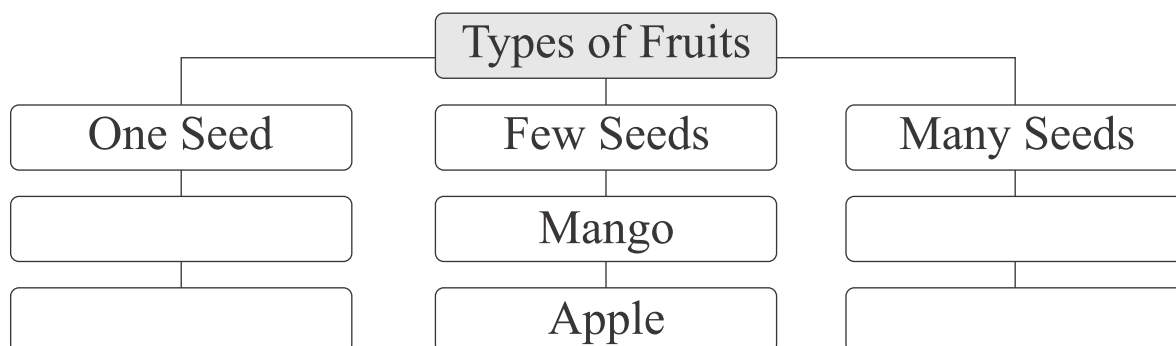 Types of Fruits
One Seed
Few Seeds
Many Seeds
Mango
Apple